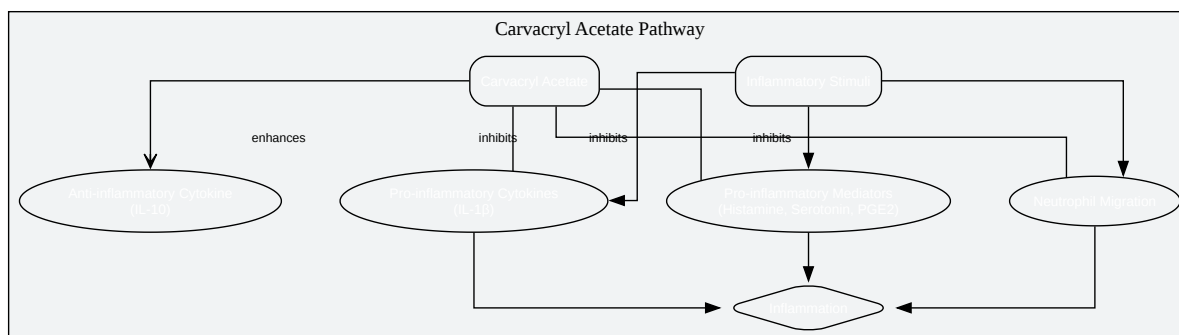 Carvacryl Acetate Pathway
Carvacryl Acetate
Inflammatory Stimuli
enhances
inhibits
inhibits
inhibits
Anti-inflammatory Cytokine
(IL-10)
Pro-inflammatory Cytokines
(IL-1β)
Pro-inflammatory Mediators
(Histamine, Serotonin, PGE2)
Neutrophil Migration
Inflammation